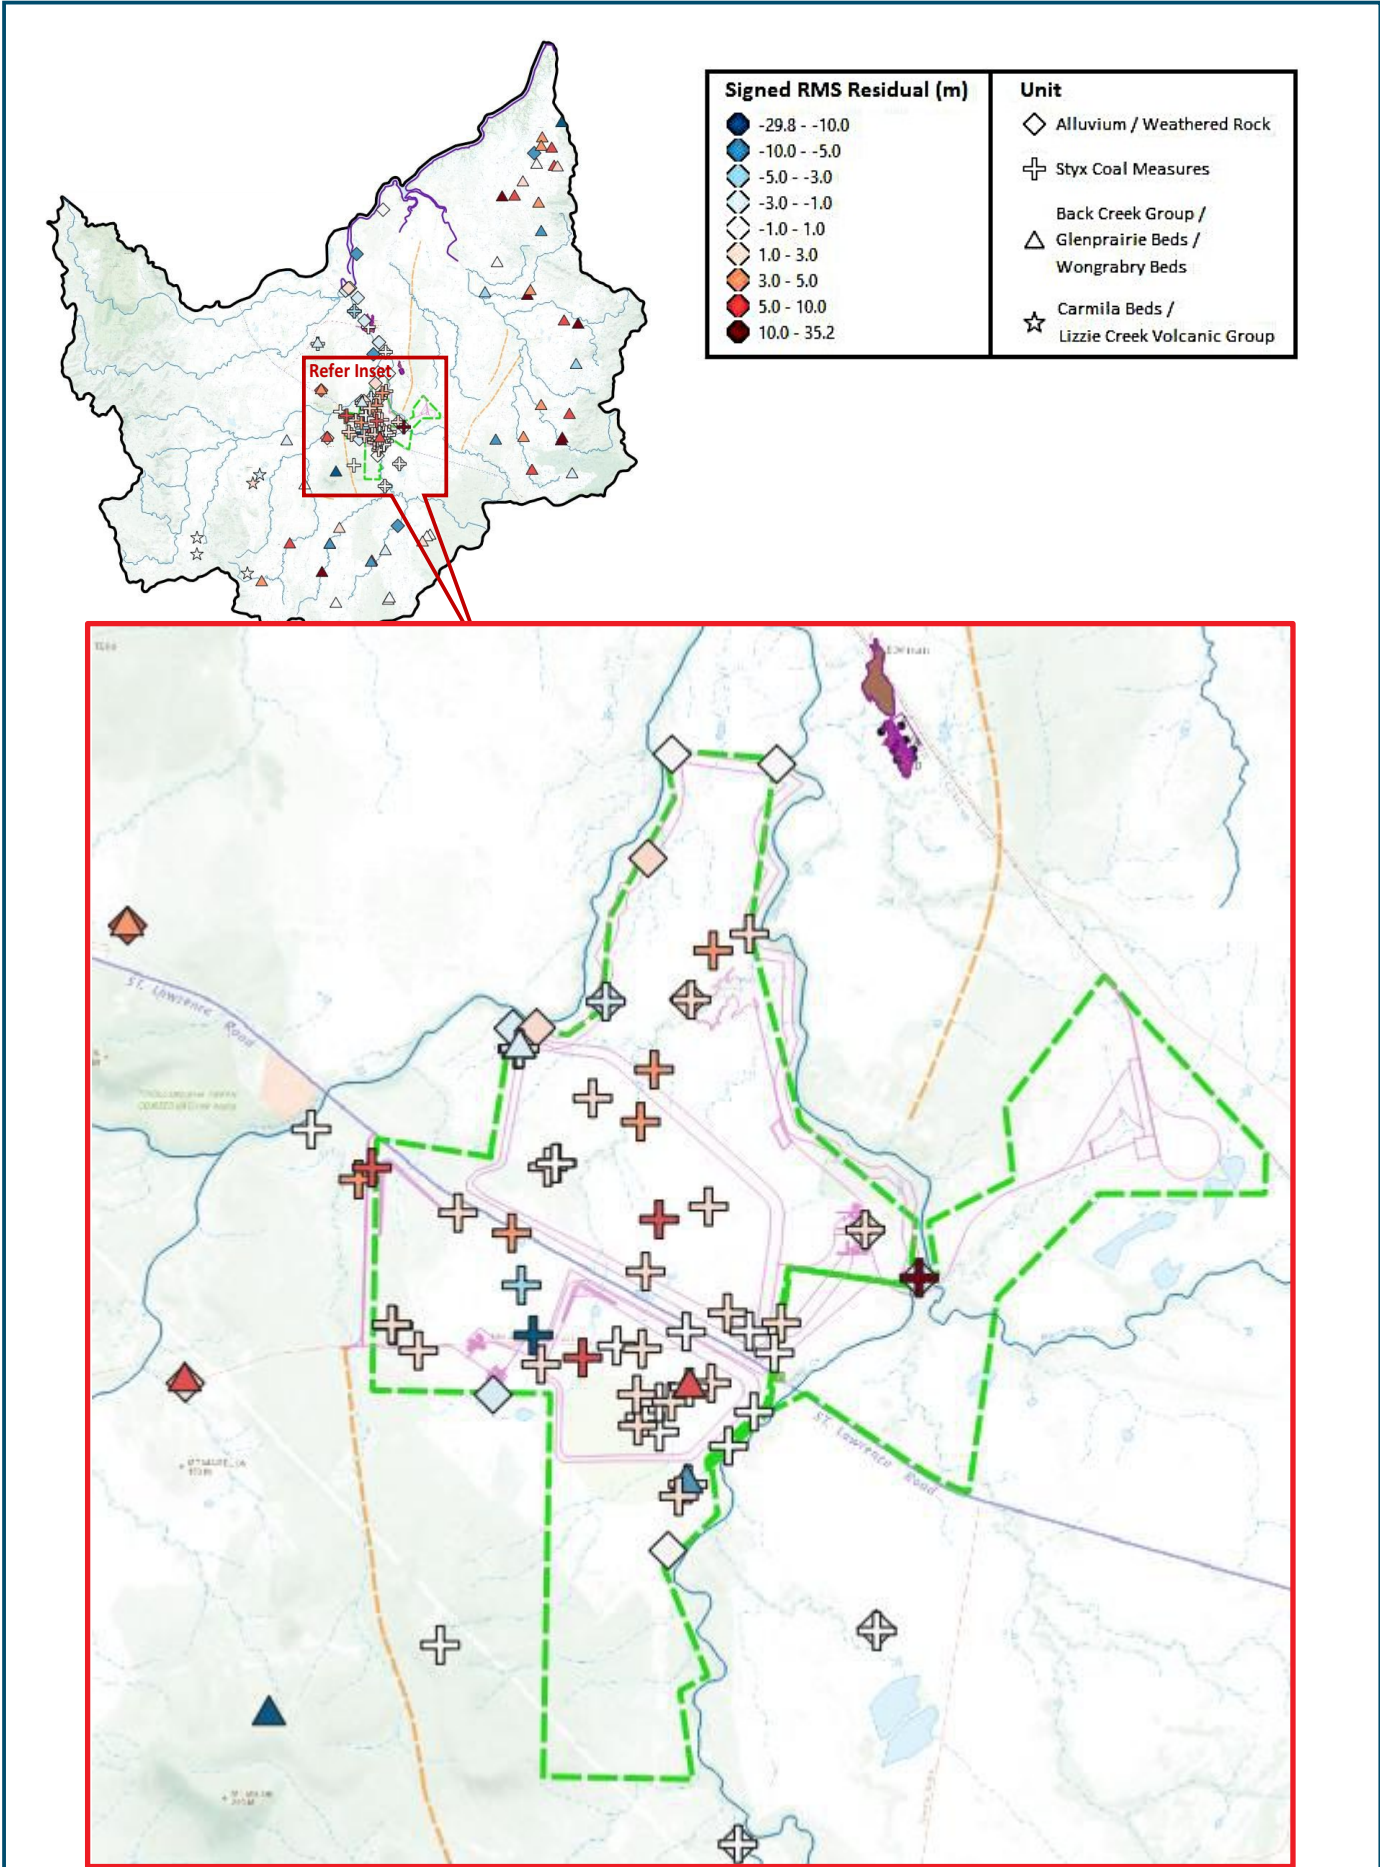 Signed RMS Residual (m)
-29.8 - -10.0
-10.0 - -5.0
-5.0 - -3.0
-3.0 - -1.0
-1.0 - 1.0
1.0 - 3.0
3.0 - 5.0
5.0 - 10.0
10.0 - 35.2
Unit
Alluvium / Weathered Rock
Styx Coal Measures
Back Creek Group /
Glenprairie Beds /
Wongrabry Beds
Carmila Beds /
Lizzie Creek Volcanic Group
Refer Inset
ST. Lawrence Road
ST. Lawrence Road